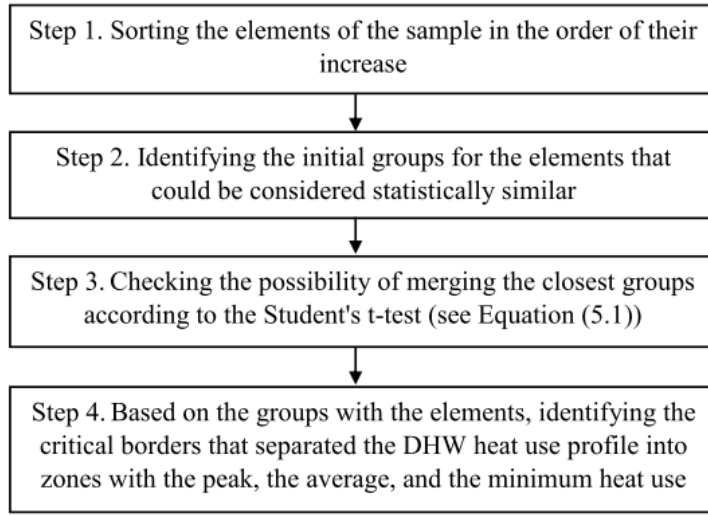 Step 1. Sorting the elements of the sample in the order of their
increase
Step 2. Identifying the initial groups for the elements that
could be considered statistically similar
Step 3. Checking the possibility of merging the closest groups
according to the Student's t-test (see Equation (5.1))
Step 4. Based on the groups with the elements, identifying the
critical borders that separated the DHW heat use profile into
zones with the peak, the average, and the minimum heat use